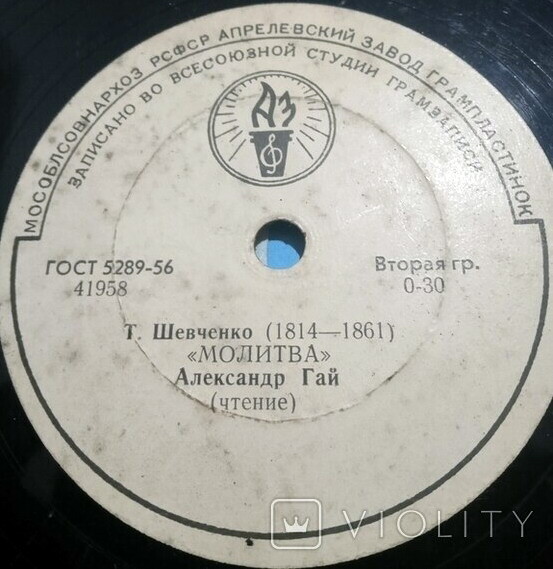 МОСОБЛСОВНАРХОЗ РСФСР АПРЕЛЕВСКИЙ ЗАВОД ГРАМПЛАСТИНОК
ЗАПИСАНО ВО ВСЕСОЮЗНОЙ СТУДИИ ГРАМЗАПИСИ
АЗ
ГОСТ 5289-56
Вторая гр.
41958
0-30
Т. Шевченко (1814—1861)
«МОЛИТВА»
Александр Гай
(чтение)
VIOLITY